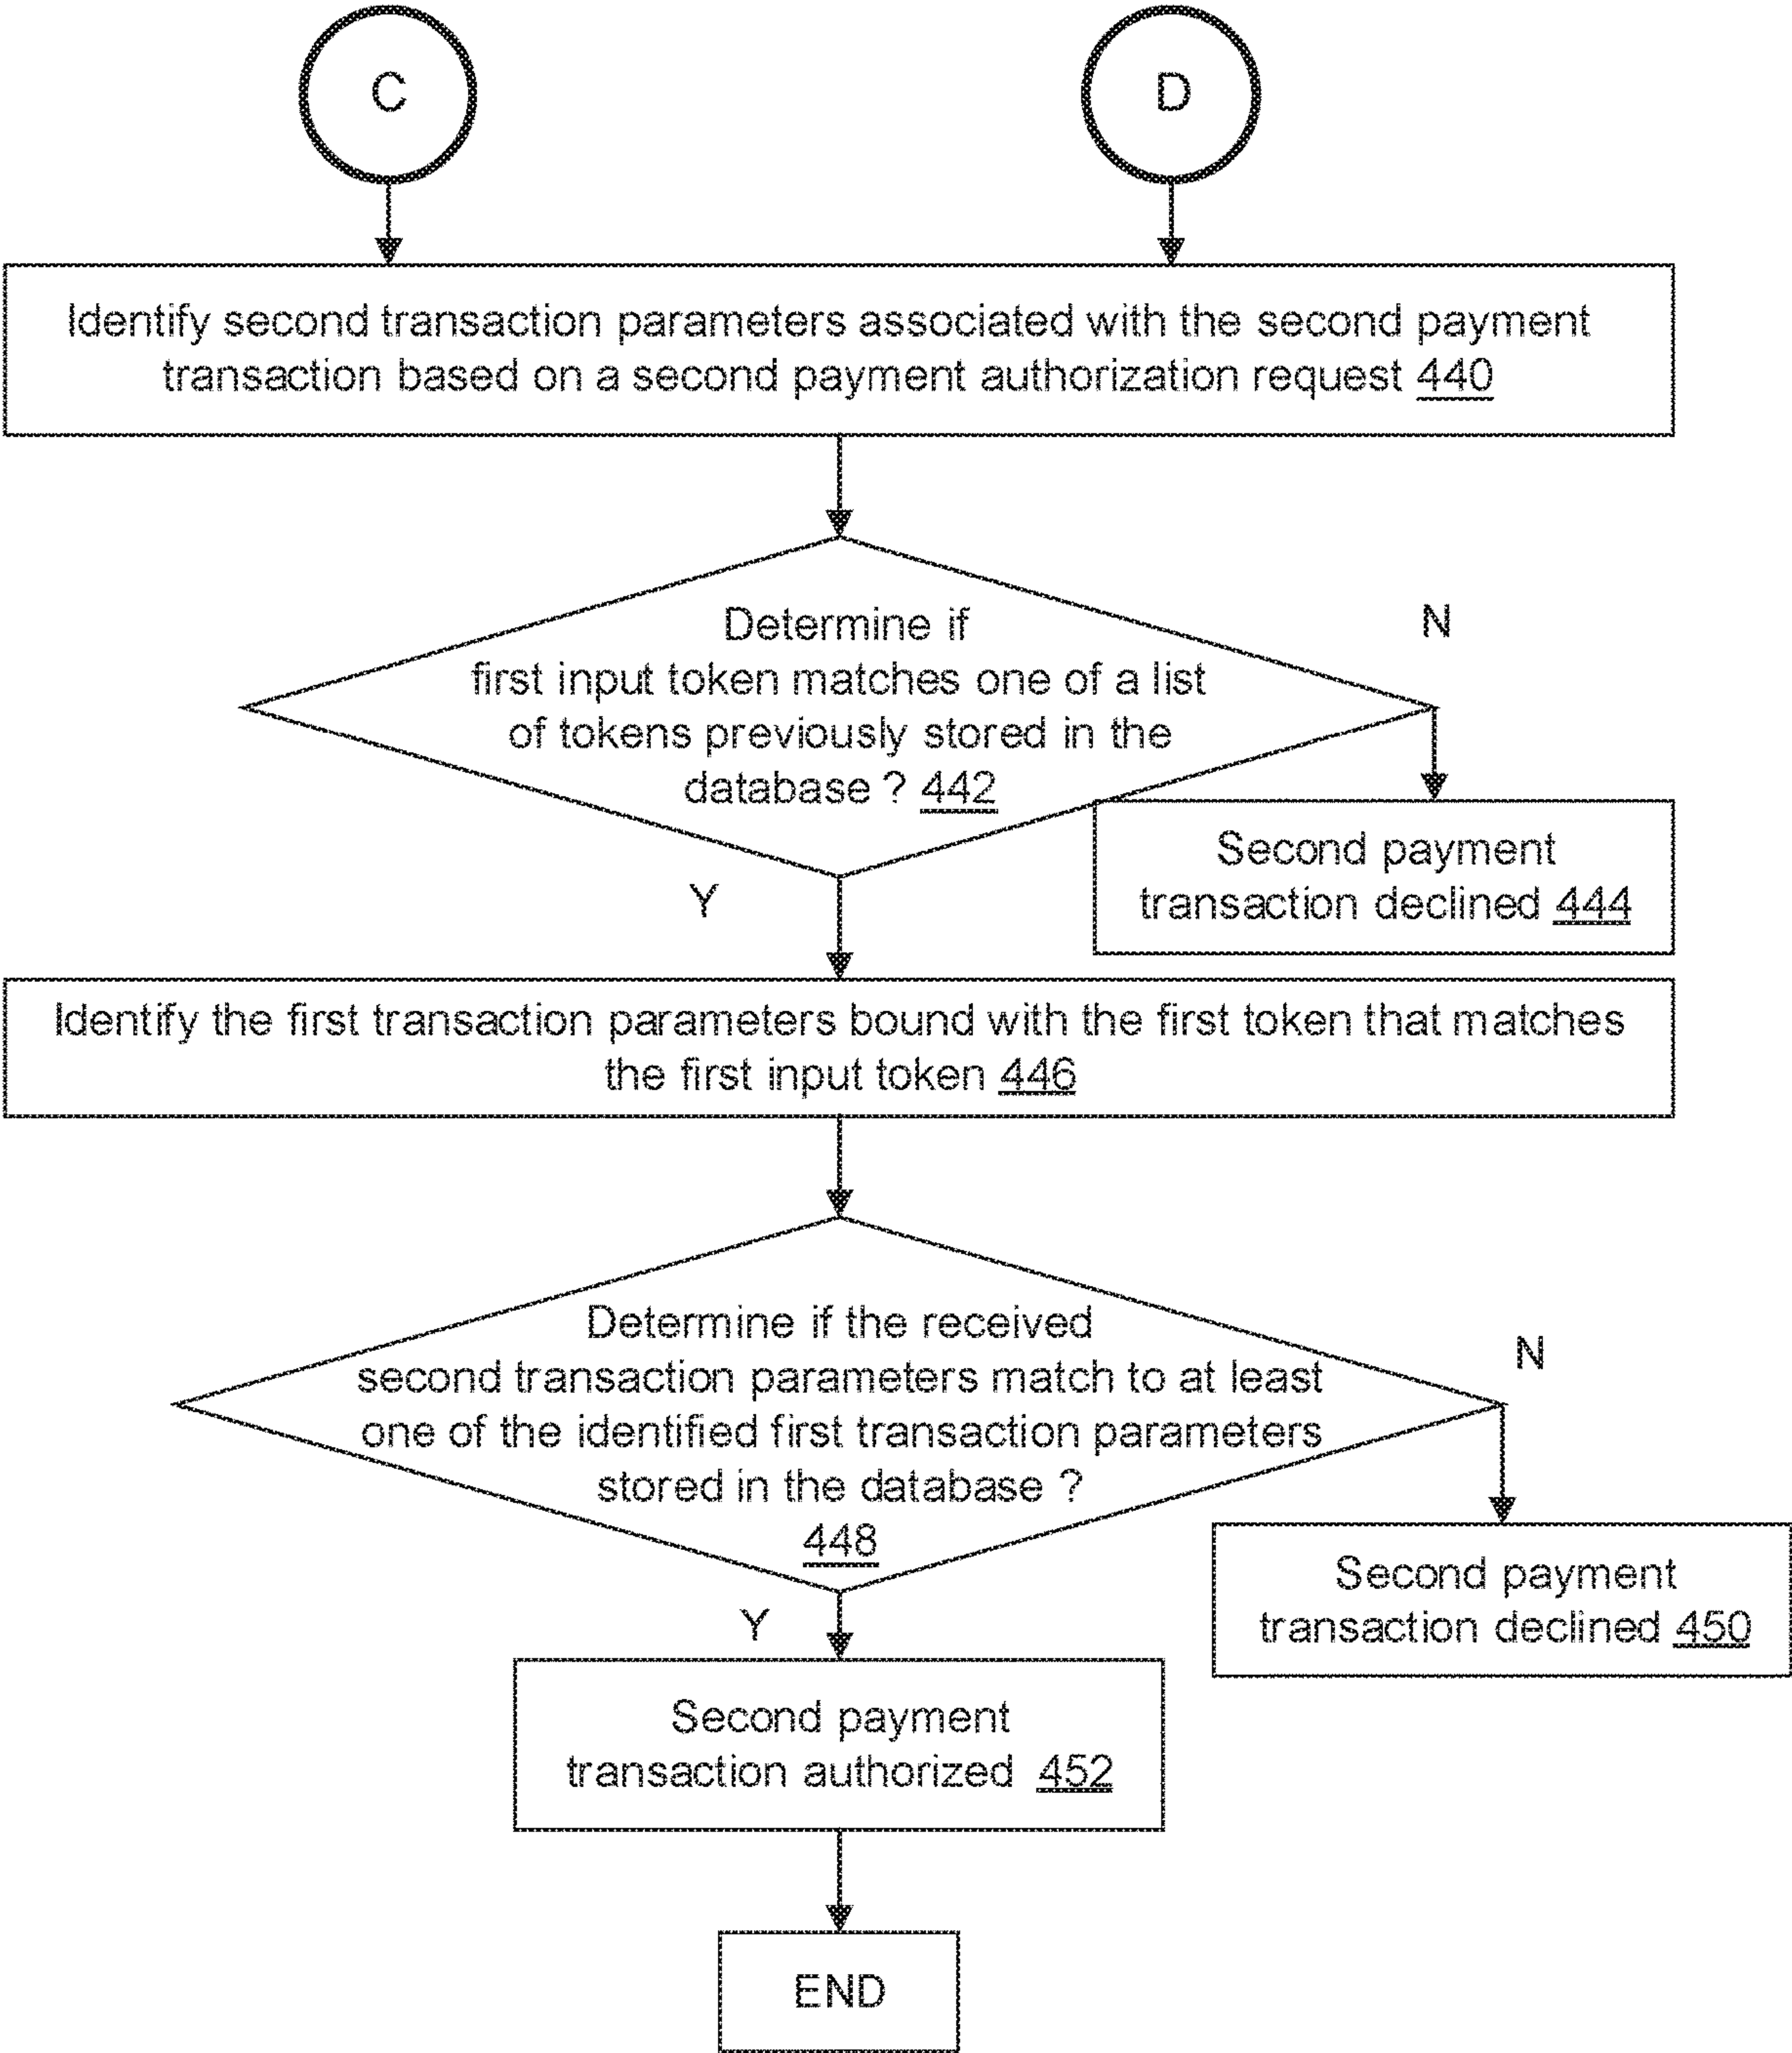 C
D
Identify second transaction parameters associated with the second payment
transaction based on a second payment authorization request 440
Determine if
first input token matches one of a list
of tokens previously stored in the
database ? 442
N
Second payment
transaction declined 444
Y
Identify the first transaction parameters bound with the first token that matches
the first input token 446
Determine if the received
second transaction parameters match to at least
one of the identified first transaction parameters
stored in the database ?
448
N
Second payment
transaction declined 450
Y
Second payment
transaction authorized 452
END